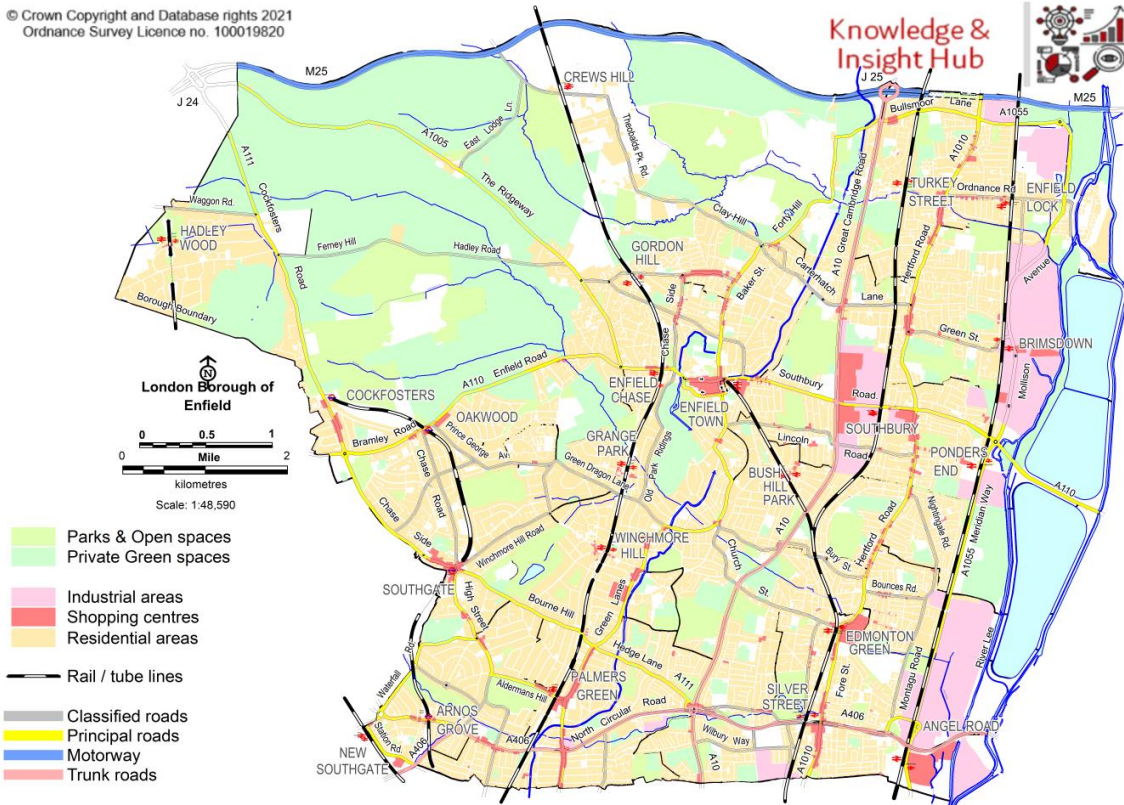 © Crown Copyright and Database rights 2021
Ordnance Survey Licence no. 100019820
Knowledge &
Insight Hub
M25
J 24
CREWS HILL
J 25
M25
Bullsmoor
Lane
A1055
A111
A1005
East Lodge
Ln.
Theobalds Pk. Rd.
A1010
TURKEY
STREET
Ordnance Rd
ENFIELD
LOCK
Waggon Rd.
Cockfosters
Road
The Ridgeway
HADLEY
WOOD
Ferney Hill
Hadley Road
GORDON
HILL
Clay Hill
Forty Hill
Baker St.
Carterhatch
Lane
A10 Great Cambridge Road
Hertford Road
Avenue
Borough Boundary
Green St.
BRIMSDOWN
Mollison
N
London Borough of
Enfield
0 0.5 1
Mile
0 2
kilometres
Scale: 1:48,590
Side
Chase
A110
Enfield Road
ENFIELD
CHASE
ENFIELD
TOWN
Southbury
Road.
COCKFOSTERS
OAKWOOD
Bramley Road
Prince George
Av.
GRANGE
PARK
Green Dragon Lane
Old Park Ridings
Lincoln
Road
SOUTHBURY
BUSH
HILL
PARK
PONDERS
END
A110
Chase
Road
Chase
Side
Winchmore Hill Road
WINCHMORE
HILL
A10
Church
St.
Bury St.
Hertford
Road
Nightingale Rd
Bounces Rd.
A1055 Meridian Way
Parks & Open spaces
Private Green spaces
Industrial areas
Shopping centres
Residential areas
Rail / tube lines
Classified roads
Principal roads
Motorway
Trunk roads
SOUTHGATE
High Street
Bourne Hill
Green Lanes
Hedge Lane
A111
EDMONTON
GREEN
River Lee
Waterfall
Rd.
Aldermans Hill
PALMERS
GREEN
North Circular
Road
SILVER
STREET
Fore St.
Montagu Road
ARNOS
GROVE
Station Rd.
A406
A406
Wilbury Way
A406
ANGEL ROAD
NEW
SOUTHGATE
A10
A1010